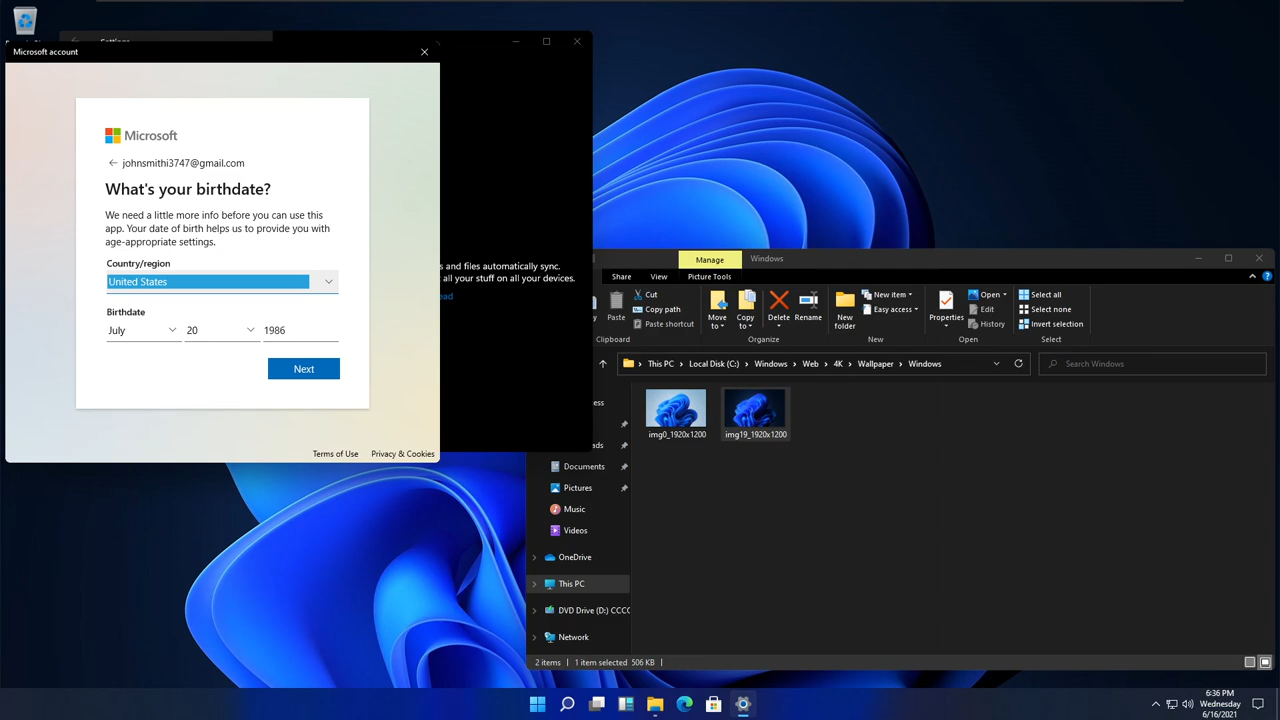 Settings
Microsoft account
Microsoft
johnsmithi3747@gmail.com
What's your birthdate?
We need a little more info before you can use this
app. Your date of birth helps us to provide you with
age-appropriate settings.
Country/region
United States
Birthdate
July 20 1986
Next
Terms of Use Privacy & Cookies
s and files automatically sync.
all your stuff on all your devices.
ead
Manage Windows
Share View Picture Tools
Paste
Cut
Copy path
Paste shortcut
Clipboard
Move to
Copy to
Delete
Rename
Organize
New folder
New item
Easy access
New
Properties
Open
Edit
History
Open
Select all
Select none
Invert selection
Select
This PC Local Disk (C:) Windows Web 4K Wallpaper Windows
Search Windows
ess
ads
Documents
Pictures
Music
Videos
OneDrive
This PC
DVD Drive (D:) CCCO
Network
img0_1920x1200
img19_1920x1200
2 items 1 item selected 506 KB
6:36 PM
Wednesday
6/16/2021